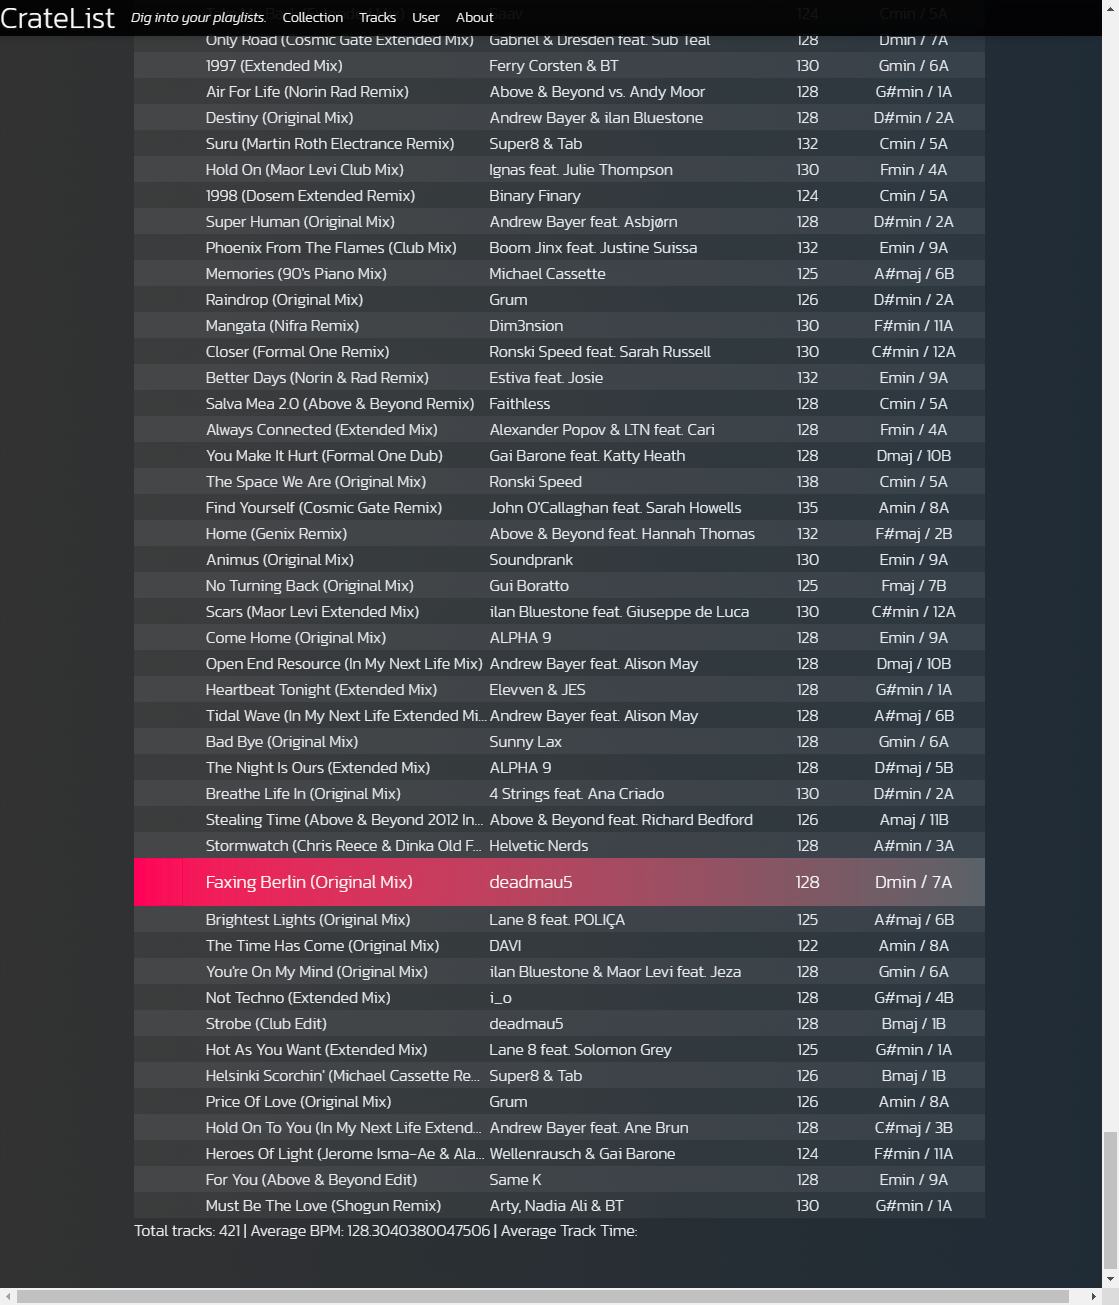 CrateList Dig into your playlists. Collection Tracks User About
Only Road (Cosmic Gate Extended Mix) Gabriel & Dresden feat. Sub Teal 128 Dmin / 7A
1997 (Extended Mix) Ferry Corsten & BT 130 Gmin / 6A
Air For Life (Norin Rad Remix) Above & Beyond vs. Andy Moor 128 G#min / 1A
Destiny (Original Mix) Andrew Bayer & ilan Bluestone 128 D#min / 2A
Suru (Martin Roth Electrance Remix) Super8 & Tab 132 Cmin / 5A
Hold On (Maor Levi Club Mix) Ignas feat. Julie Thompson 130 Fmin / 4A
1998 (Dosem Extended Remix) Binary Finary 124 Cmin / 5A
Super Human (Original Mix) Andrew Bayer feat. Asbjørn 128 D#min / 2A
Phoenix From The Flames (Club Mix) Boom Jinx feat. Justine Suissa 132 Emin / 9A
Memories (90's Piano Mix) Michael Cassette 125 A#maj / 6B
Raindrop (Original Mix) Grum 126 D#min / 2A
Mangata (Nifra Remix) Dim3nsion 130 F#min / 11A
Closer (Formal One Remix) Ronski Speed feat. Sarah Russell 130 C#min / 12A
Better Days (Norin & Rad Remix) Estiva feat. Josie 132 Emin / 9A
Salva Mea 2.0 (Above & Beyond Remix) Faithless 128 Cmin / 5A
Always Connected (Extended Mix) Alexander Popov & LTN feat. Cari 128 Fmin / 4A
You Make It Hurt (Formal One Dub) Gai Barone feat. Katty Heath 128 Dmaj / 10B
The Space We Are (Original Mix) Ronski Speed 138 Cmin / 5A
Find Yourself (Cosmic Gate Remix) John O'Callaghan feat. Sarah Howells 135 Amin / 8A
Home (Genix Remix) Above & Beyond feat. Hannah Thomas 132 F#maj / 2B
Animus (Original Mix) Soundprank 130 Emin / 9A
No Turning Back (Original Mix) Gui Boratto 125 Fmaj / 7B
Scars (Maor Levi Extended Mix) ilan Bluestone feat. Giuseppe de Luca 130 C#min / 12A
Come Home (Original Mix) ALPHA 9 128 Emin / 9A
Open End Resource (In My Next Life Mix) Andrew Bayer feat. Alison May 128 Dmaj / 10B
Heartbeat Tonight (Extended Mix) Elevven & JES 128 G#min / 1A
Tidal Wave (In My Next Life Extended Mi... Andrew Bayer feat. Alison May 128 A#maj / 6B
Bad Bye (Original Mix) Sunny Lax 128 Gmin / 6A
The Night Is Ours (Extended Mix) ALPHA 9 128 D#maj / 5B
Breathe Life In (Original Mix) 4 Strings feat. Ana Criado 130 D#min / 2A
Stealing Time (Above & Beyond 2012 In... Above & Beyond feat. Richard Bedford 126 Amaj / 11B
Stormwatch (Chris Reece & Dinka Old F... Helvetic Nerds 128 A#min / 3A
Faxing Berlin (Original Mix) deadmau5 128 Dmin / 7A
Brightest Lights (Original Mix) Lane 8 feat. POLIÇA 125 A#maj / 6B
The Time Has Come (Original Mix) DAVI 122 Amin / 8A
You're On My Mind (Original Mix) ilan Bluestone & Maor Levi feat. Jeza 128 Gmin / 6A
Not Techno (Extended Mix) i_o 128 G#maj / 4B
Strobe (Club Edit) deadmau5 128 Bmaj / 1B
Hot As You Want (Extended Mix) Lane 8 feat. Solomon Grey 125 G#min / 1A
Helsinki Scorchin' (Michael Cassette Re... Super8 & Tab 126 Bmaj / 1B
Price Of Love (Original Mix) Grum 126 Amin / 8A
Hold On To You (In My Next Life Extend... Andrew Bayer feat. Ane Brun 128 C#maj / 3B
Heroes Of Light (Jerome Isma-Ae & Ala... Wellenrausch & Gai Barone 124 F#min / 11A
For You (Above & Beyond Edit) Same K 128 Emin / 9A
Must Be The Love (Shogun Remix) Arty, Nadia Ali & BT 130 G#min / 1A
Total tracks: 421 | Average BPM: 128.3040380047506 | Average Track Time: